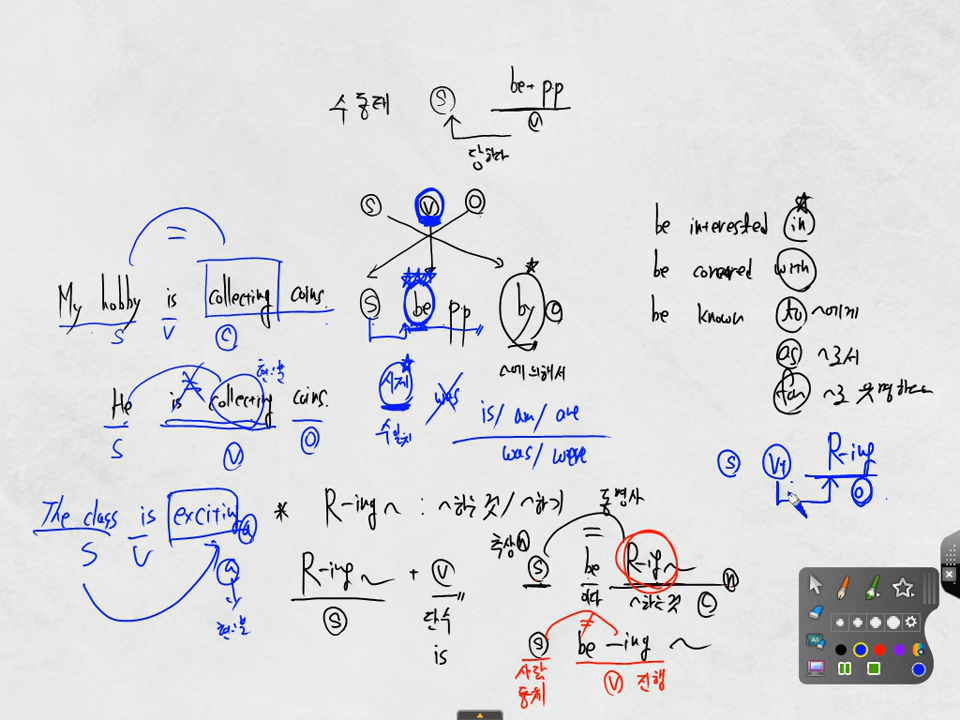 수동태 S be + p.p
V
당하다
S V O
S be pp by O
~에 의해서
시제
수일치
was
is / am / are
was / were
be interested in
be covered with
be known to ~에게
as ~로서
for ~로 유명하다
My hobby is collecting coins.
S V C
=
He is collecting coins.
현.분
S V O
The class is exciting
a
S V
a
현.분
* R-ing ~ : ~하는 것 / ~하기 동명사
R-ing ~ + V
S 단수
is
추상n S be R-ing ~ n
=
이다 ~하는 것 C
S be -ing ~
=
사람 V 진행
동체
S Vt R-ing
O